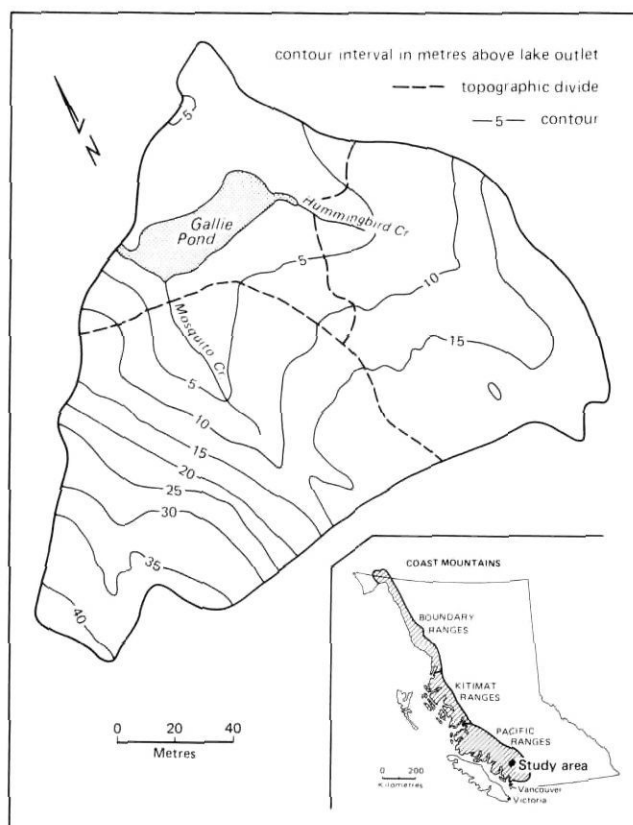 contour interval in metres above lake outlet
topographic divide
5 contour
N
5
Gallie
Pond
Hummingbird Cr
5
10
Mosquito Cr
15
5
10
15
20
25
30
35
40
0 20 40
Metres
COAST MOUNTAINS
BOUNDARY
RANGES
KITIMAT
RANGES
PACIFIC
RANGES
Study area
0 200
Kilometres
Vancouver
Victoria